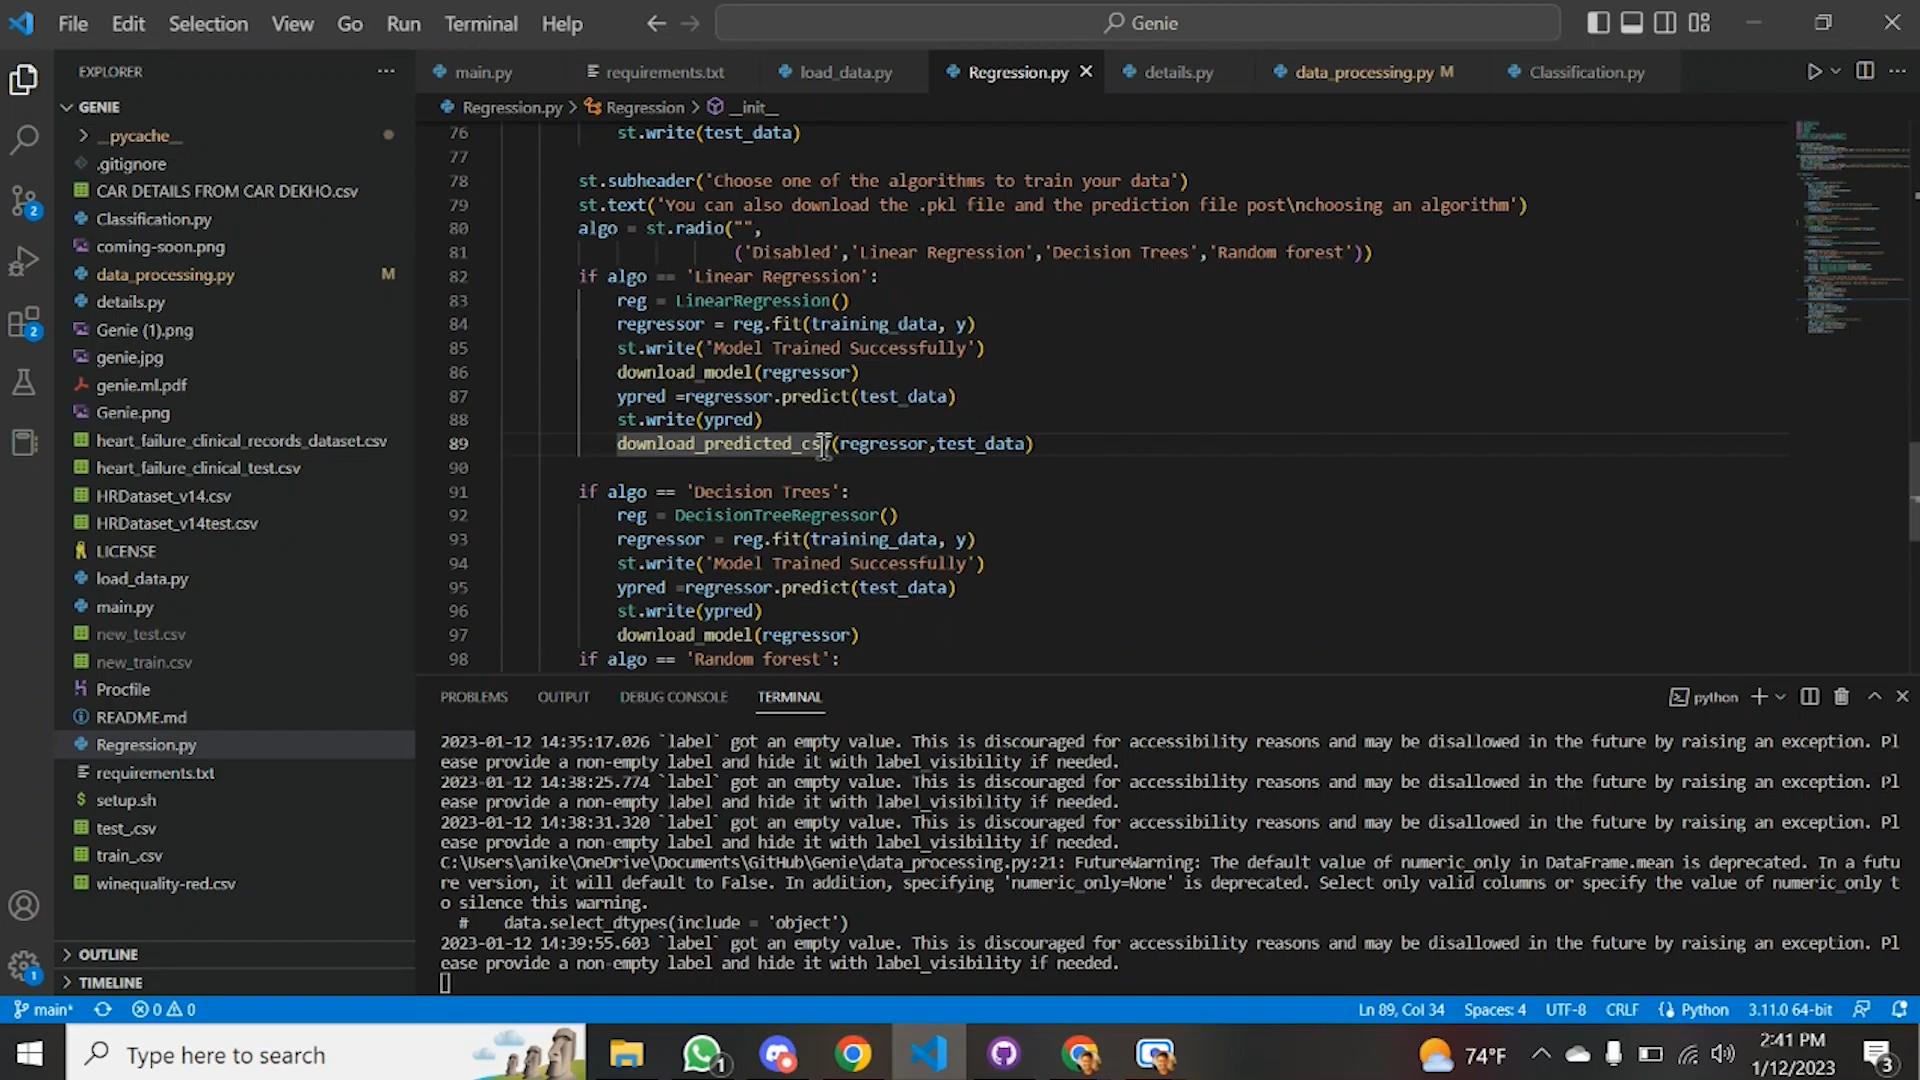 File Edit Selection View Go Run Terminal Help
Genie
EXPLORER
GENIE
__pycache__
.gitignore
CAR DETAILS FROM CAR DEKHO.csv
Classification.py
coming-soon.png
data_processing.py M
details.py
Genie (1).png
genie.jpg
genie.ml.pdf
Genie.png
heart_failure_clinical_records_dataset.csv
heart_failure_clinical_test.csv
HRDataset_v14.csv
HRDataset_v14test.csv
LICENSE
load_data.py
main.py
new_test.csv
new_train.csv
Procfile
README.md
Regression.py
requirements.txt
setup.sh
test_.csv
train_.csv
winequality-red.csv
OUTLINE
TIMELINE
2
2
1
main.py requirements.txt load_data.py Regression.py details.py data_processing.py M Classification.py
Regression.py > Regression > __init__
76 st.write(test_data)
77
78 st.subheader('Choose one of the algorithms to train your data')
79 st.text('You can also download the .pkl file and the prediction file post\nchoosing an algorithm')
80 algo = st.radio("",
81 ('Disabled','Linear Regression','Decision Trees','Random forest'))
82 if algo == 'Linear Regression':
83 reg = LinearRegression()
84 regressor = reg.fit(training_data, y)
85 st.write('Model Trained Successfully')
86 download_model(regressor)
87 ypred =regressor.predict(test_data)
88 st.write(ypred)
89 download_predicted_csv(regressor,test_data)
90
91 if algo == 'Decision Trees':
92 reg = DecisionTreeRegressor()
93 regressor = reg.fit(training_data, y)
94 st.write('Model Trained Successfully')
95 ypred =regressor.predict(test_data)
96 st.write(ypred)
97 download_model(regressor)
98 if algo == 'Random forest':
PROBLEMS OUTPUT DEBUG CONSOLE TERMINAL
python
2023-01-12 14:35:17.026 `label` got an empty value. This is discouraged for accessibility reasons and may be disallowed in the future by raising an exception. Pl
ease provide a non-empty label and hide it with label_visibility if needed.
2023-01-12 14:38:25.774 `label` got an empty value. This is discouraged for accessibility reasons and may be disallowed in the future by raising an exception. Pl
ease provide a non-empty label and hide it with label_visibility if needed.
2023-01-12 14:38:31.320 `label` got an empty value. This is discouraged for accessibility reasons and may be disallowed in the future by raising an exception. Pl
ease provide a non-empty label and hide it with label_visibility if needed.
C:\Users\anike\OneDrive\Documents\GitHub\Genie\data_processing.py:21: FutureWarning: The default value of numeric_only in DataFrame.mean is deprecated. In a futu
re version, it will default to False. In addition, specifying 'numeric_only=None' is deprecated. Select only valid columns or specify the value of numeric_only t
o silence this warning.
# data.select_dtypes(include = 'object')
2023-01-12 14:39:55.603 `label` got an empty value. This is discouraged for accessibility reasons and may be disallowed in the future by raising an exception. Pl
ease provide a non-empty label and hide it with label_visibility if needed.
main* 0 0 Ln 89, Col 34 Spaces: 4 UTF-8 CRLF Python 3.11.0 64-bit
Type here to search
1
74°F
2:41 PM
1/12/2023
3